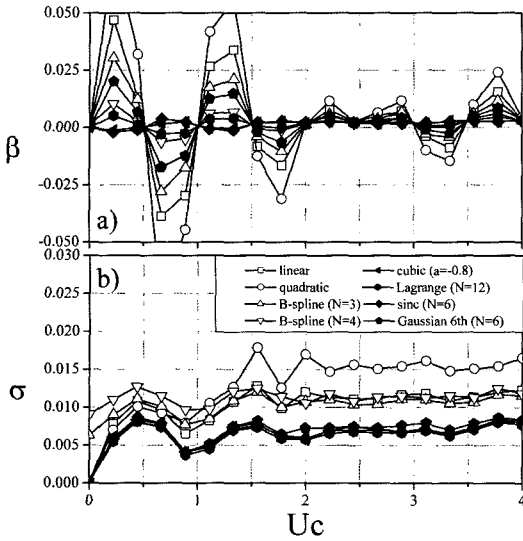 0.050
0.025
0.000
-0.025
-0.050
β
a)
0.030
0.025
0.020
0.015
0.010
0.005
0.000
σ
b)
linear
quadratic
B-spline (N=3)
B-spline (N=4)
cubic (a=-0.8)
Lagrange (N=12)
sinc (N=6)
Gaussian 6th (N=6)
0 1 2 3 4
Uc